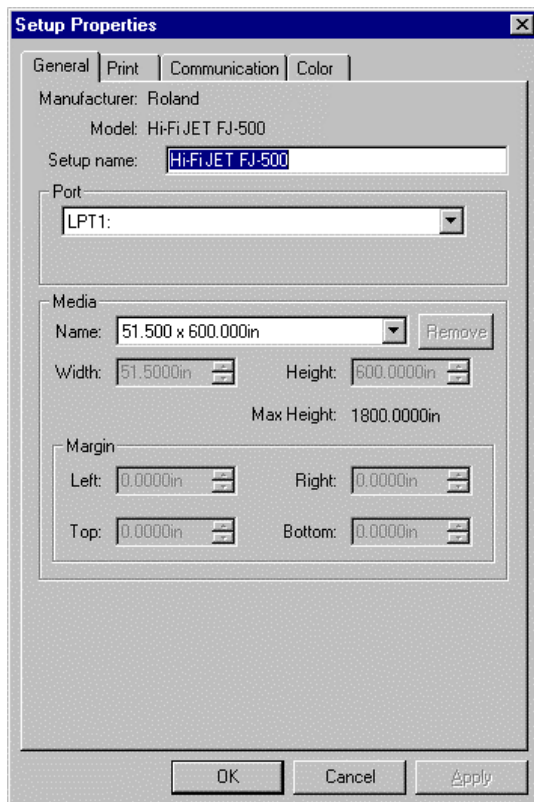 Setup Properties
General Print Communication Color
Manufacturer: Roland
Model: Hi-Fi JET FJ-500
Setup name: Hi-Fi JET FJ-500
Port
LPT1:
Media
Name: 51.500 x 600.000in Remove
Width: 51.5000in Height: 600.0000in
Max Height: 1800.0000in
Margin
Left: 0.0000in Right: 0.0000in
Top: 0.0000in Bottom: 0.0000in
OK Cancel Apply